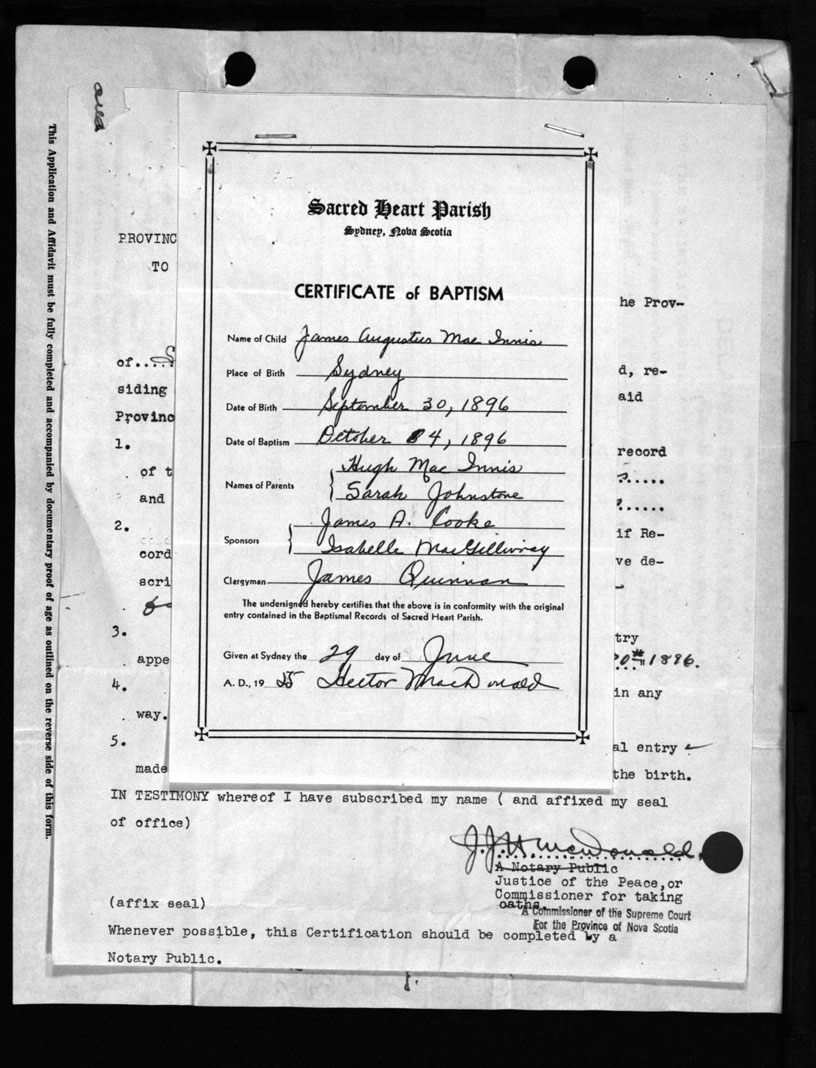 and
This Application and Affidavit must be fully completed and accompanied by documentary proof of age as outlined on the reverse side of this form.
Sacred Heart Parish
Sydney, Nova Scotia
CERTIFICATE of BAPTISM
Name of Child James Augustus Mac Innis
Place of Birth Sydney
Date of Birth September 30, 1896
Date of Baptism October 4, 1896
Names of Parents Hugh Mac Innis
Sarah Johnstone
Sponsors James A. Cooke
Isabelle MacGillivray
Clergyman James Quinnan
The undersigned hereby certifies that the above is in conformity with the original
entry contained in the Baptismal Records of Sacred Heart Parish.
Given at Sydney the 29 day of June
A. D., 19 55 Hector MacDonald
PROVINC
TO
he Prov-
of.... S d, re-
siding aid
Provinc
1. record
of t
and
2. if Re-
cord ve de-
scri
3. try
appe 1896.
4. in any
way.
5. al entry
made the birth.
IN TESTIMONY whereof I have subscribed my name ( and affixed my seal
of office)
J.J.H. McDonald.
A Notary Public
Justice of the Peace, or
Commissioner for taking
oaths.
A Commissioner of the Supreme Court
For the Province of Nova Scotia
(affix seal)
Whenever possible, this Certification should be completed by a
Notary Public.